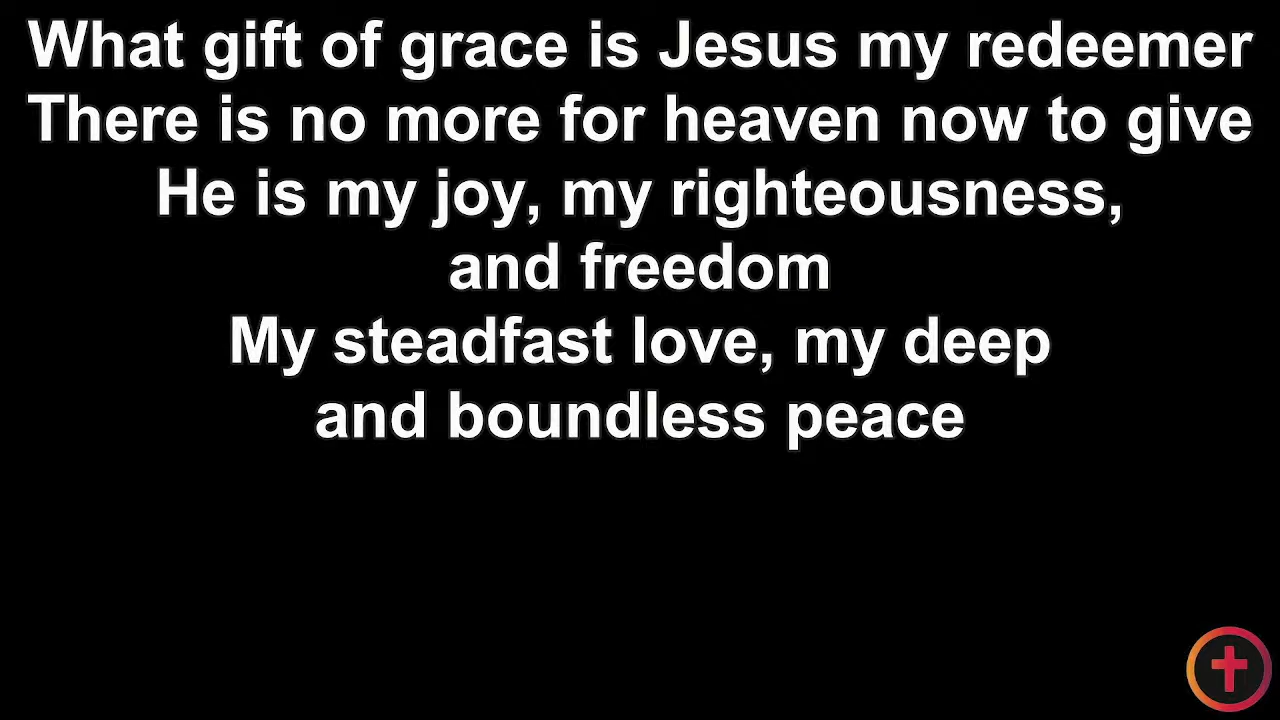 What gift of grace is Jesus my redeemer
There is no more for heaven now to give
He is my joy, my righteousness,
and freedom
My steadfast love, my deep
and boundless peace